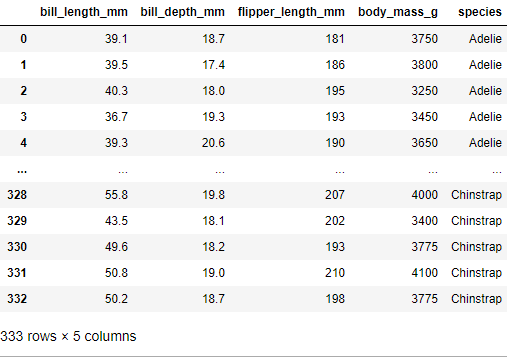 bill_length_mm bill_depth_mm flipper_length_mm body_mass_g species
0 39.1 18.7 181 3750 Adelie
1 39.5 17.4 186 3800 Adelie
2 40.3 18.0 195 3250 Adelie
3 36.7 19.3 193 3450 Adelie
4 39.3 20.6 190 3650 Adelie
... ... ... ... ... ...
328 55.8 19.8 207 4000 Chinstrap
329 43.5 18.1 202 3400 Chinstrap
330 49.6 18.2 193 3775 Chinstrap
331 50.8 19.0 210 4100 Chinstrap
332 50.2 18.7 198 3775 Chinstrap
333 rows × 5 columns